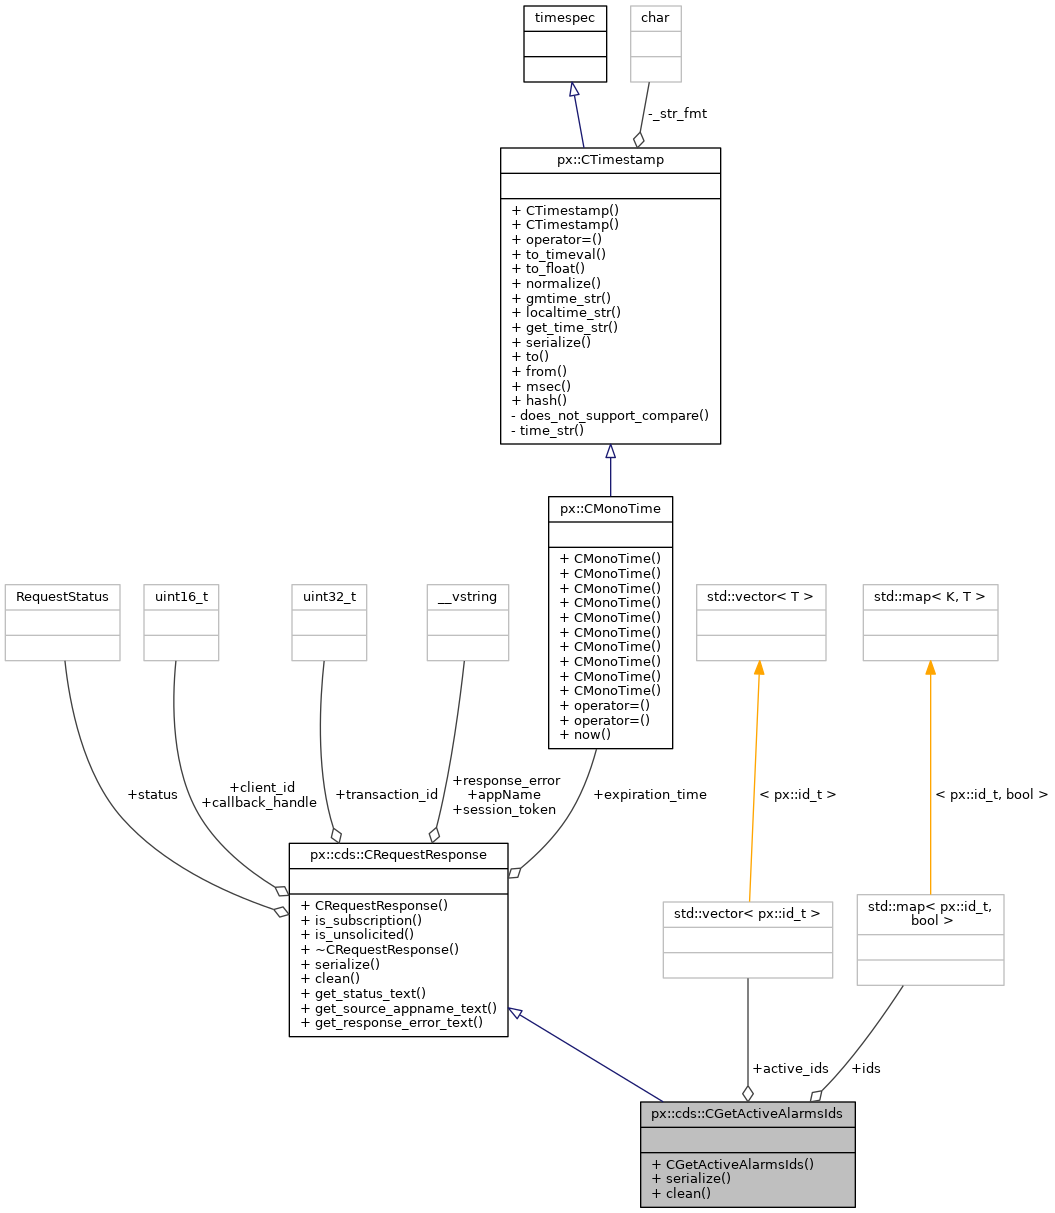 timespec
char
-_str_fmt
px::CTimestamp
+ CTimestamp()
+ CTimestamp()
+ operator=()
+ to_timeval()
+ to_float()
+ normalize()
+ gmtime_str()
+ localtime_str()
+ get_time_str()
+ serialize()
+ to()
+ from()
+ msec()
+ hash()
- does_not_support_compare()
- time_str()
px::CMonoTime
+ CMonoTime()
+ CMonoTime()
+ CMonoTime()
+ CMonoTime()
+ CMonoTime()
+ CMonoTime()
+ CMonoTime()
+ CMonoTime()
+ CMonoTime()
+ CMonoTime()
+ operator=()
+ operator=()
+ now()
RequestStatus
uint16_t
uint32_t
__vstring
std::vector< T >
std::map< K, T >
+status
+client_id
+callback_handle
+transaction_id
+response_error
+appName
+session_token
+expiration_time
< px::id_t >
< px::id_t, bool >
px::cds::CRequestResponse
+ CRequestResponse()
+ is_subscription()
+ is_unsolicited()
+ ~CRequestResponse()
+ serialize()
+ clean()
+ get_status_text()
+ get_source_appname_text()
+ get_response_error_text()
std::vector< px::id_t >
std::map< px::id_t,
bool >
+active_ids
+ids
px::cds::CGetActiveAlarmsIds
+ CGetActiveAlarmsIds()
+ serialize()
+ clean()